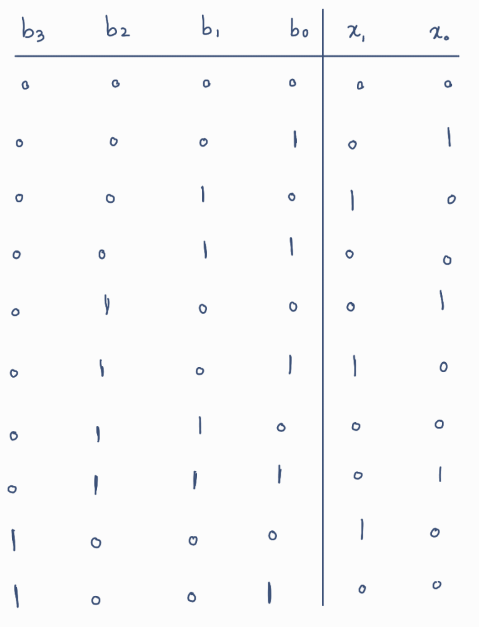 b₃ b₂ b₁ b₀ x₁ x₀
0 0 0 0 0 0
0 0 0 1 0 1
0 0 1 0 1 0
0 0 1 1 0 0
0 1 0 0 0 1
0 1 0 1 1 0
0 1 1 0 0 0
0 1 1 1 0 1
1 0 0 0 1 0
1 0 0 1 0 0